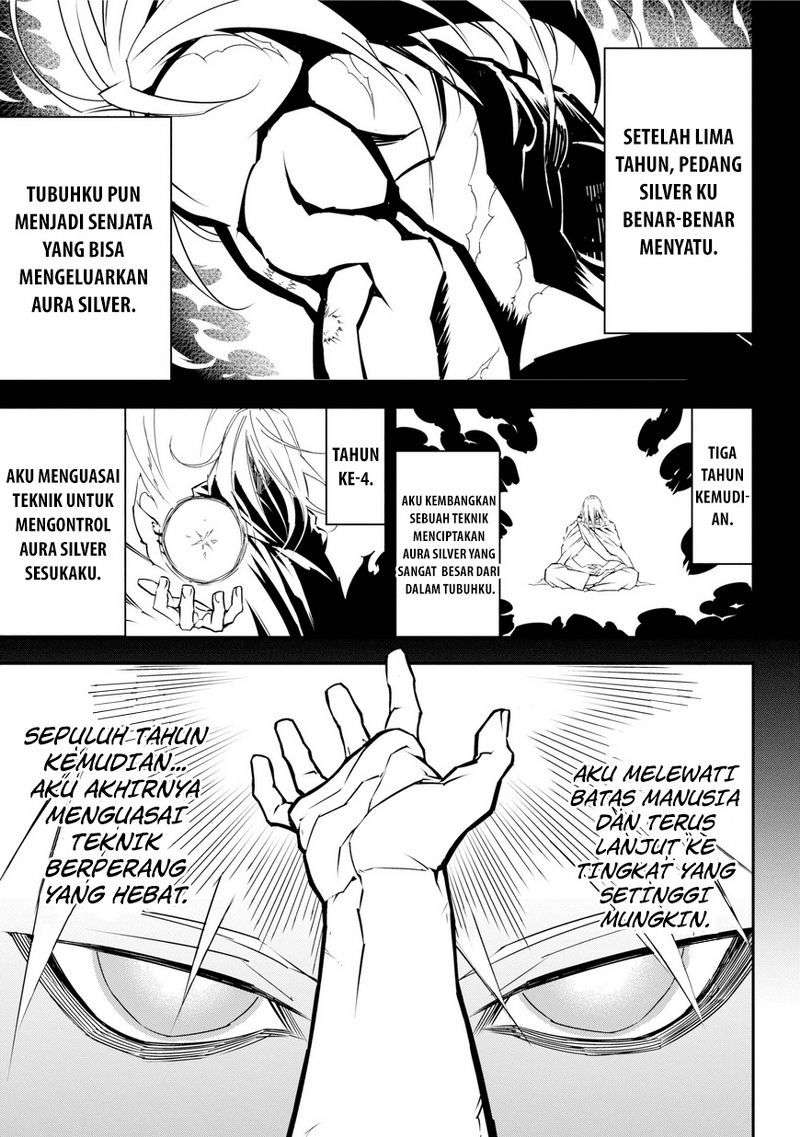 SETELAH LIMA
TAHUN, PEDANG
SILVER KU
BENAR-BENAR
MENYATU.
TUBUHKU PUN
MENJADI SENJATA
YANG BISA
MENGELUARKAN
AURA SILVER.
TIGA
TAHUN
KEMUDI-
AN.
AKU KEMBANGKAN
SEBUAH TEKNIK
MENCIPTAKAN
AURA SILVER YANG
SANGAT BESAR DARI
DALAM TUBUHKU.
TAHUN
KE-4.
AKU MENGUASAI
TEKNIK UNTUK
MENGONTROL
AURA SILVER
SESUKAKU.
AKU MELEWATI
BATAS MANUSIA
DAN TERUS
LANJUT KE
TINGKAT YANG
SETINGGI
MUNGKIN.
SEPULUH TAHUN
KEMUDIAN...
AKU AKHIRNYA
MENGUASAI
TEKNIK
BERPERANG
YANG HEBAT.